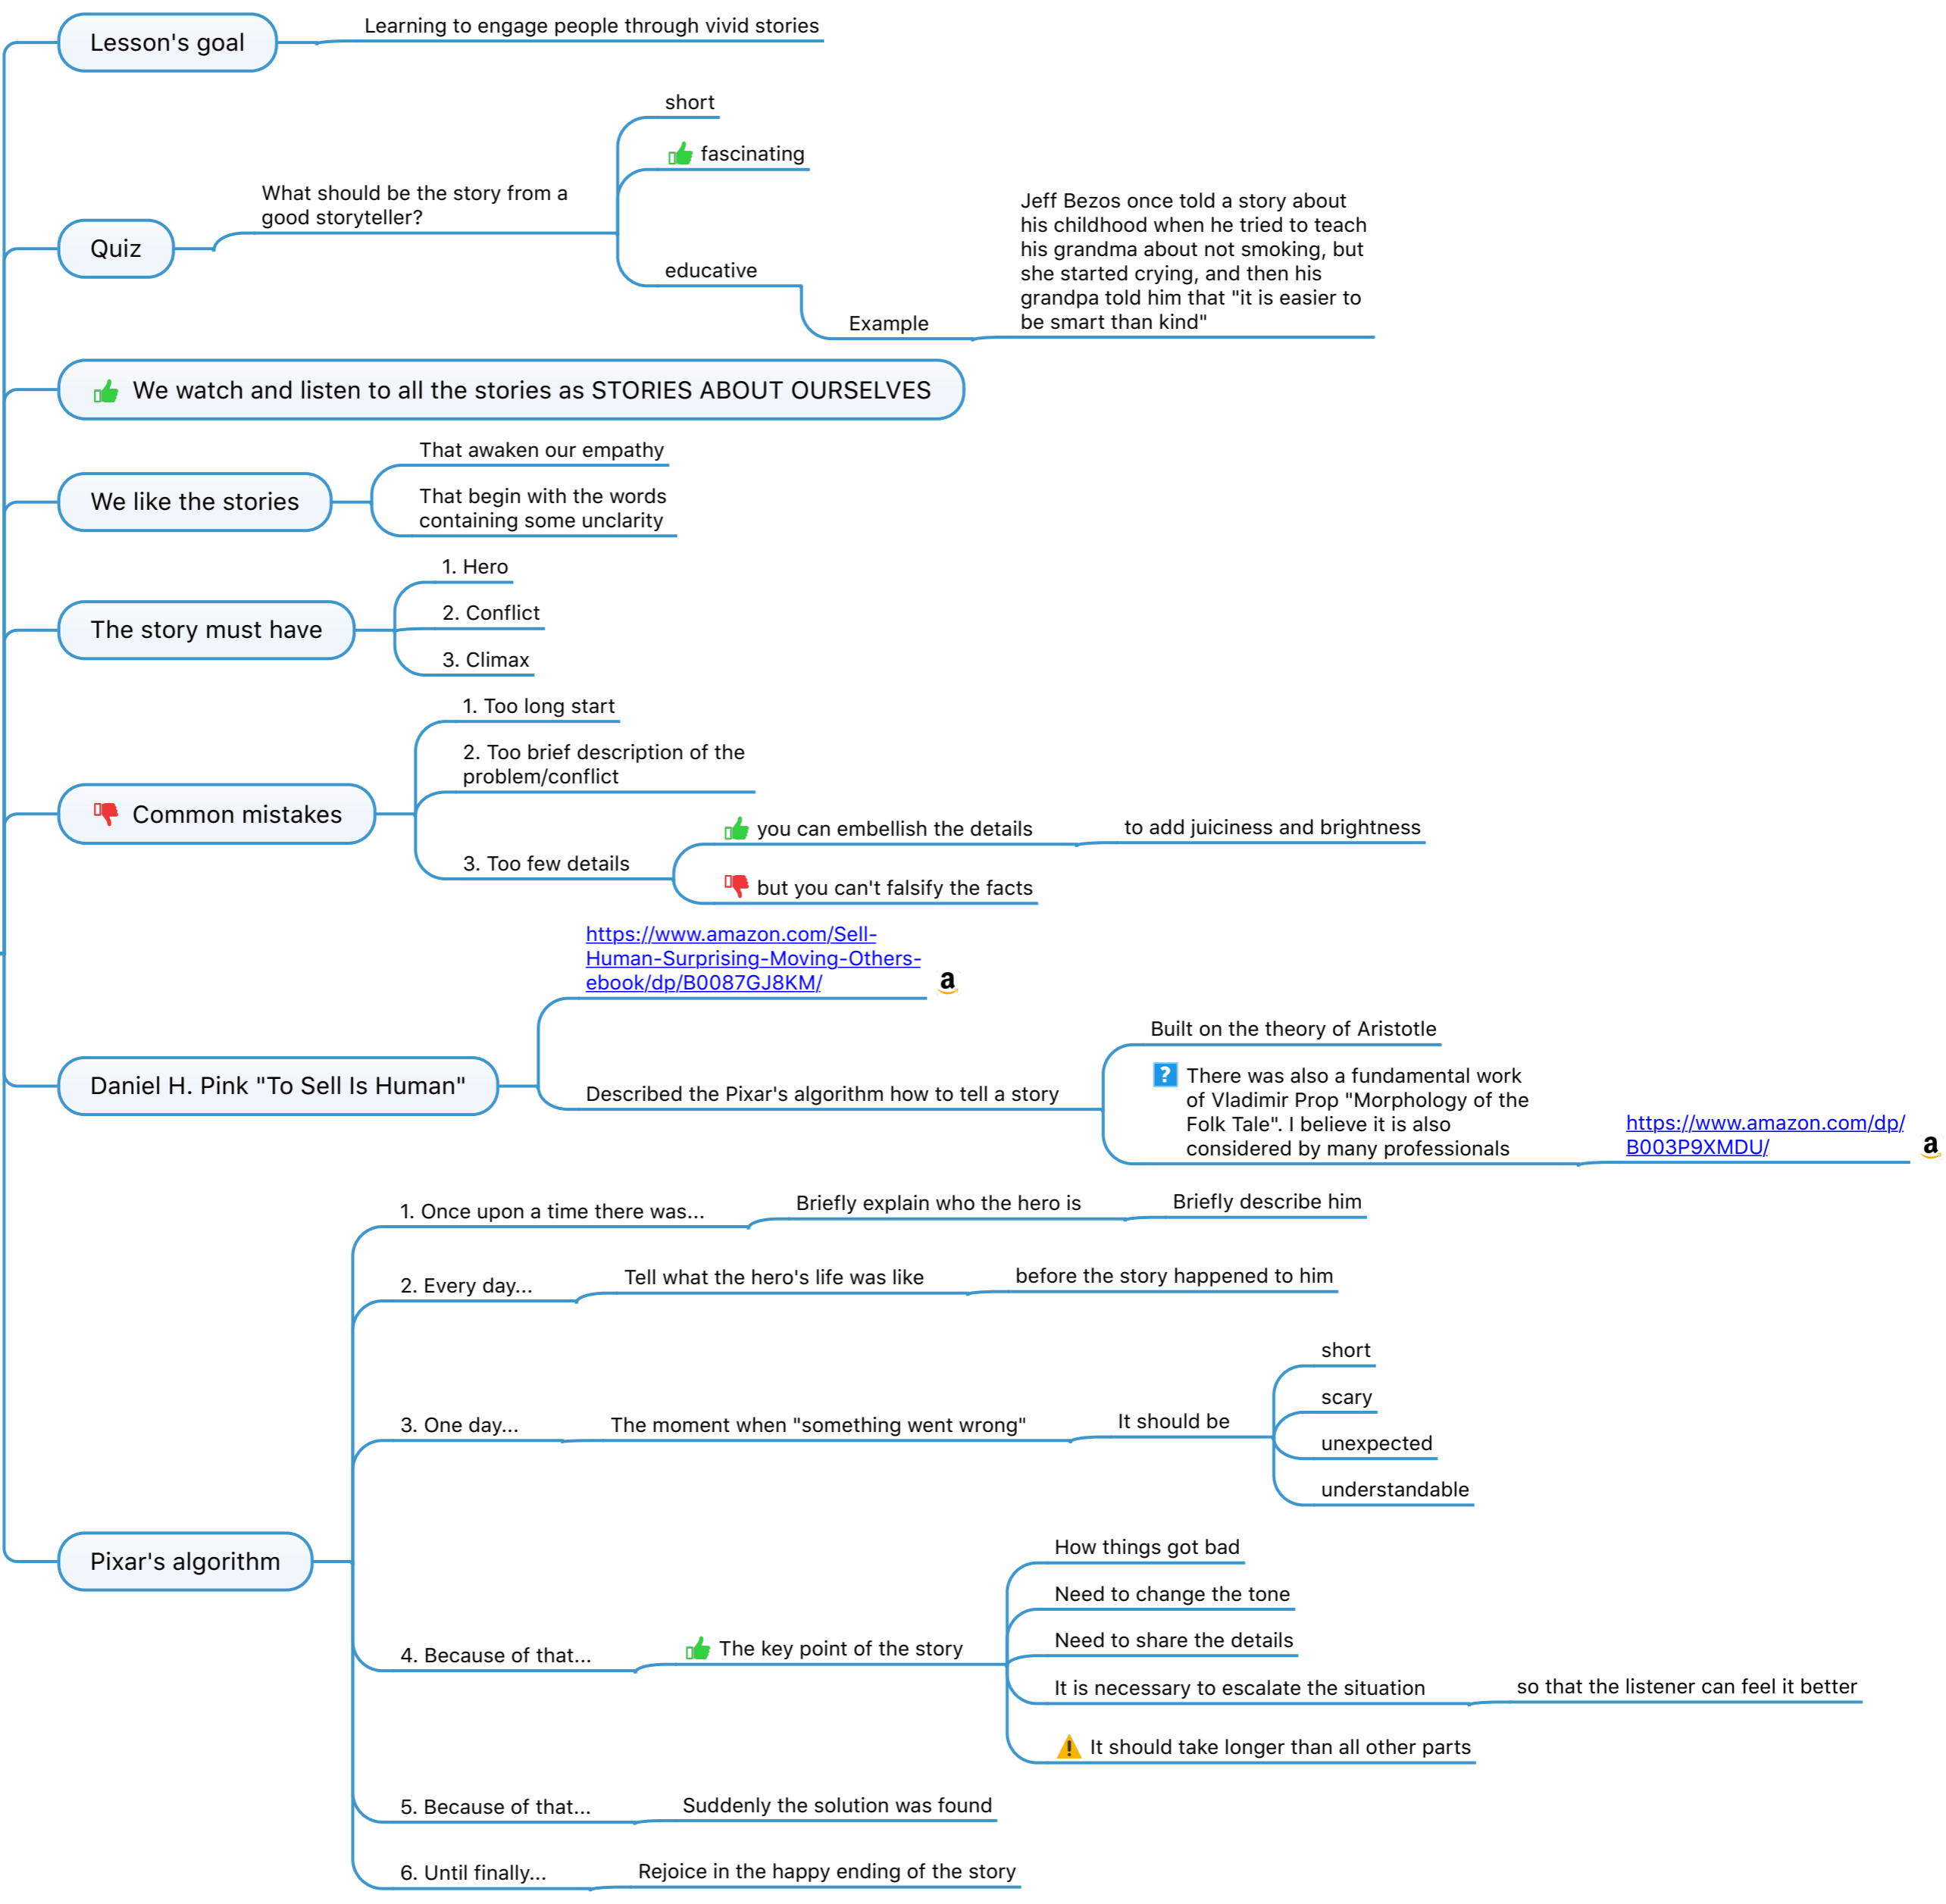 Lesson's goal
Learning to engage people through vivid stories
Quiz
What should be the story from a
good storyteller?
short
fascinating
educative
Example
Jeff Bezos once told a story about
his childhood when he tried to teach
his grandma about not smoking, but
she started crying, and then his
grandpa told him that "it is easier to
be smart than kind"
We watch and listen to all the stories as STORIES ABOUT OURSELVES
We like the stories
That awaken our empathy
That begin with the words
containing some unclarity
The story must have
1. Hero
2. Conflict
3. Climax
Common mistakes
1. Too long start
2. Too brief description of the
problem/conflict
3. Too few details
you can embellish the details
to add juiciness and brightness
but you can't falsify the facts
Daniel H. Pink "To Sell Is Human"
https://www.amazon.com/Sell-
Human-Surprising-Moving-Others-
ebook/dp/B0087GJ8KM/
a
Described the Pixar's algorithm how to tell a story
Built on the theory of Aristotle
?
There was also a fundamental work
of Vladimir Prop "Morphology of the
Folk Tale". I believe it is also
considered by many professionals
https://www.amazon.com/dp/
B003P9XMDU/
a
Pixar's algorithm
1. Once upon a time there was...
Briefly explain who the hero is
Briefly describe him
2. Every day...
Tell what the hero's life was like
before the story happened to him
3. One day...
The moment when "something went wrong"
It should be
short
scary
unexpected
understandable
4. Because of that...
The key point of the story
How things got bad
Need to change the tone
Need to share the details
It is necessary to escalate the situation
so that the listener can feel it better
It should take longer than all other parts
5. Because of that...
Suddenly the solution was found
6. Until finally...
Rejoice in the happy ending of the story